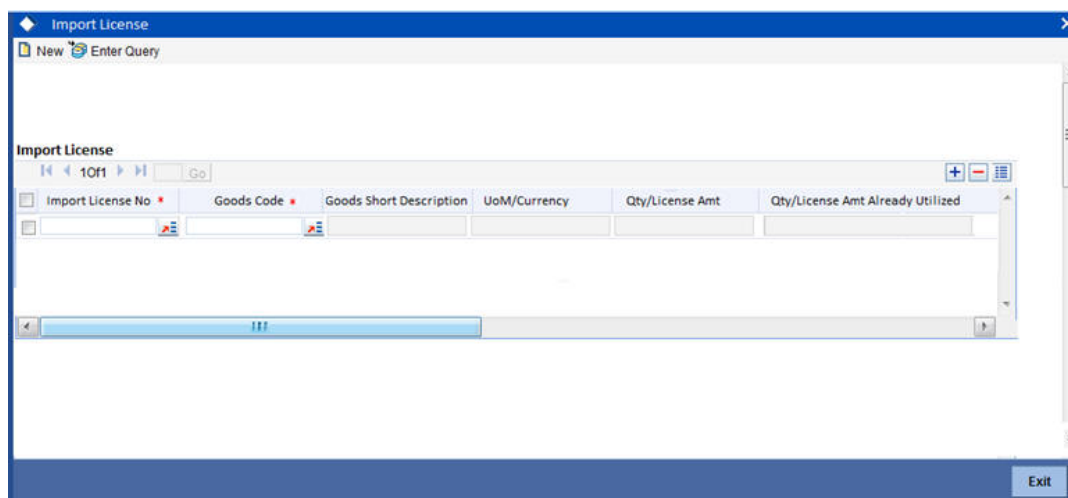 Import License
New Enter Query
Import License
1Of1 Go
Import License No * Goods Code * Goods Short Description UoM/Currency Qty/License Amt Qty/License Amt Already Utilized
Exit